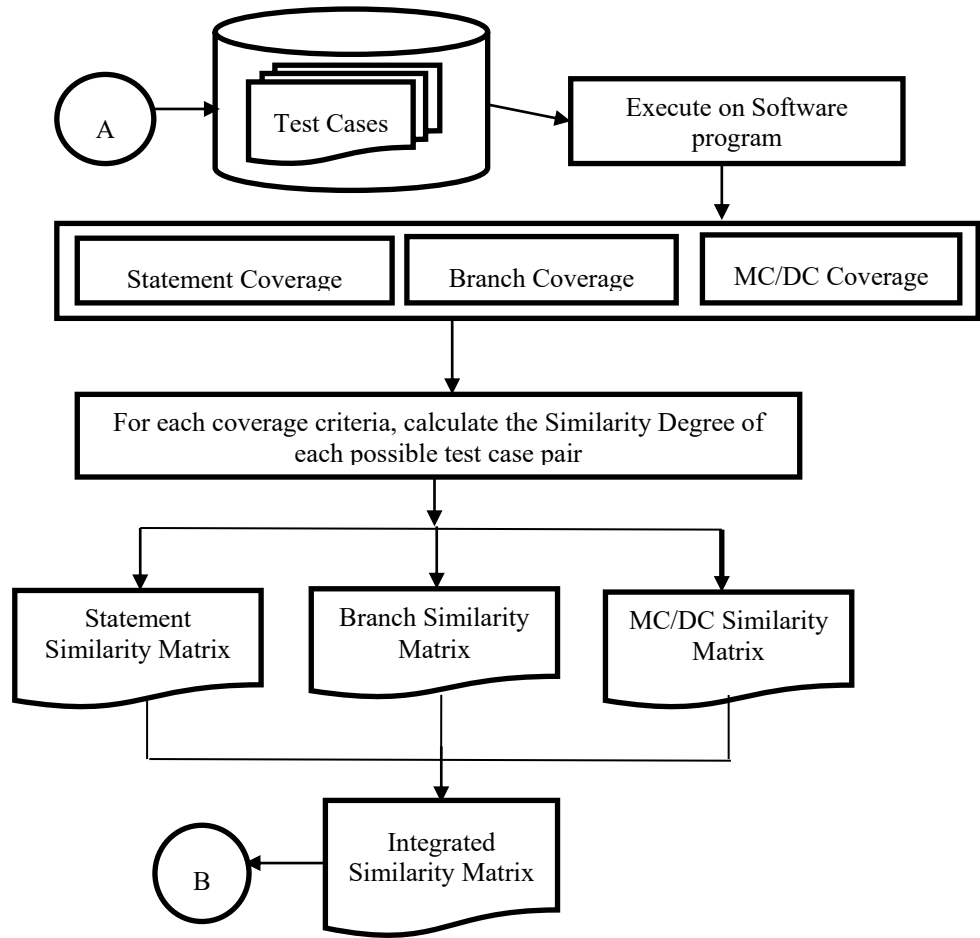 A
Test Cases
Execute on Software
program
Statement Coverage
Branch Coverage
MC/DC Coverage
For each coverage criteria, calculate the Similarity Degree of
each possible test case pair
Statement
Similarity Matrix
Branch Similarity
Matrix
MC/DC Similarity
Matrix
Integrated
Similarity Matrix
B